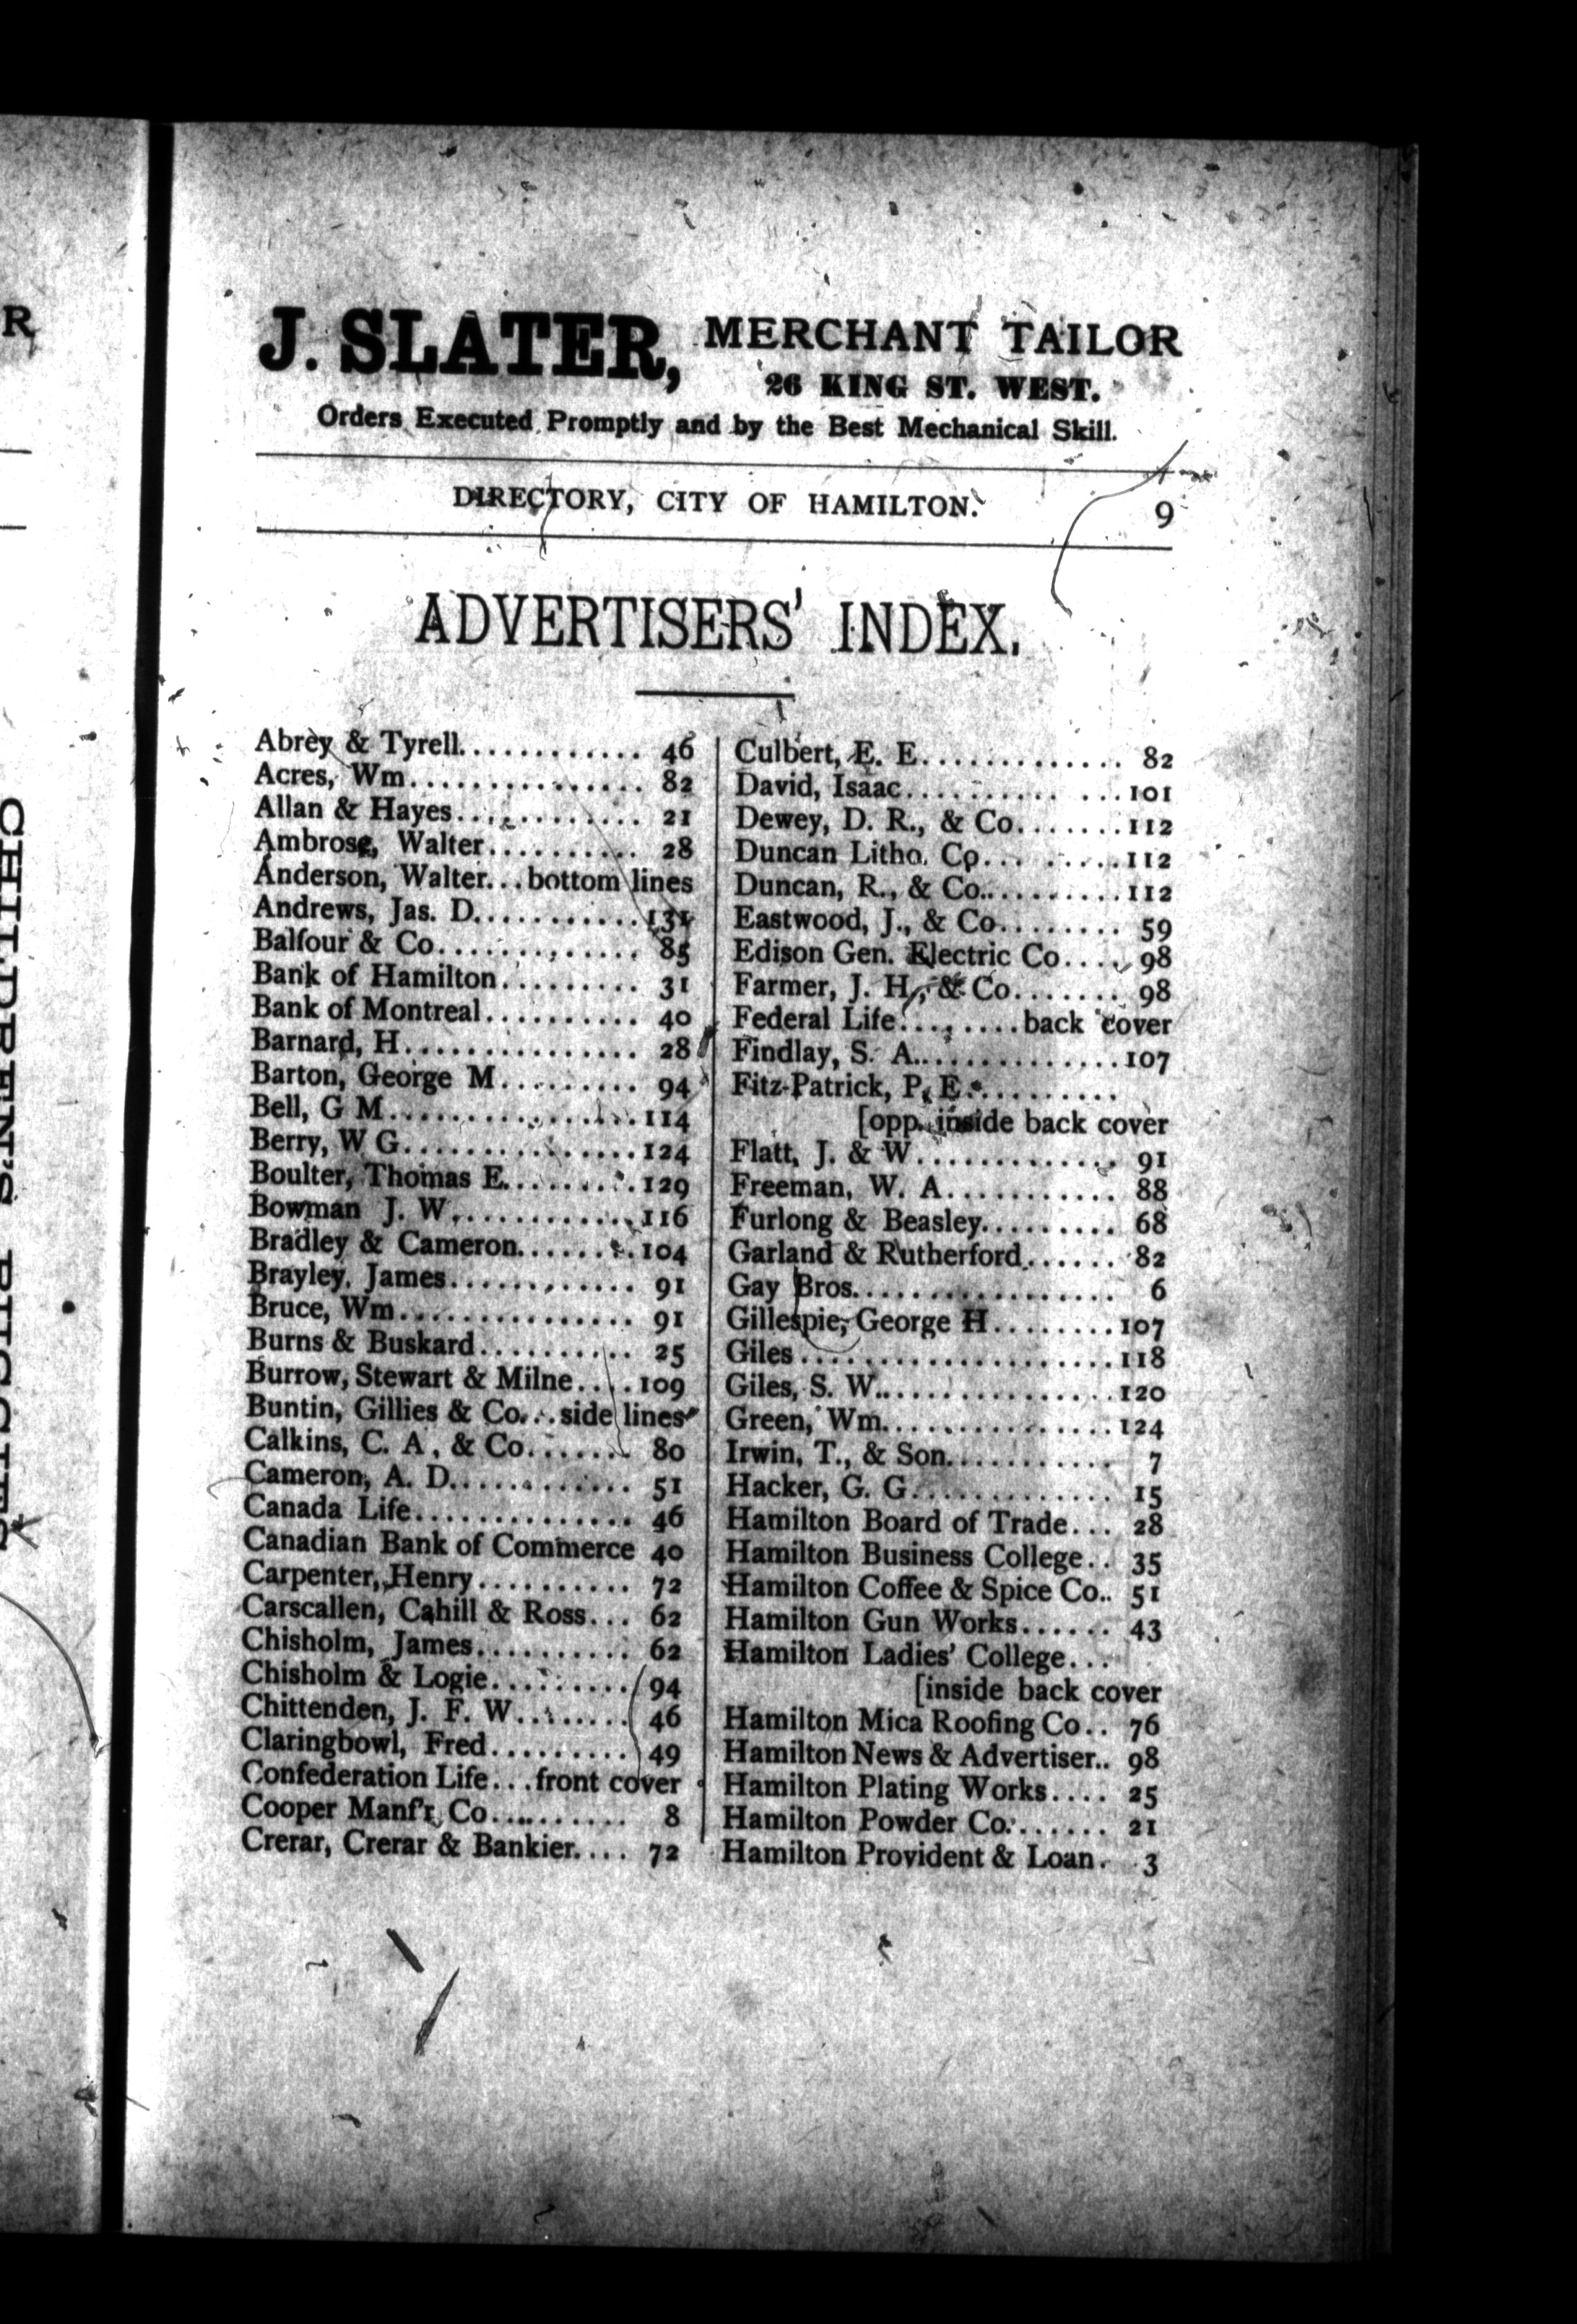 J. SLATER, MERCHANT TAILOR
26 KING ST. WEST.
Orders Executed Promptly and by the Best Mechanical Skill.
DIRECTORY, CITY OF HAMILTON. 9
ADVERTISERS' INDEX.
Abrey & Tyrell............ 46
Acres, Wm............... 82
Allan & Hayes............ 21
Ambrose, Walter.......... 28
Anderson, Walter...bottom lines
Andrews, Jas. D...........131
Balfour & Co............. 85
Bank of Hamilton......... 31
Bank of Montreal.......... 40
Barnard, H............... 28
Barton, George M......... 94
Bell, G M.................114
Berry, W G...............124
Boulter, Thomas E.........129
Bowman J. W.............116
Bradley & Cameron........104
Brayley, James............ 91
Bruce, Wm............... 91
Burns & Buskard.......... 25
Burrow, Stewart & Milne....109
Buntin, Gillies & Co...side lines
Calkins, C. A, & Co....... 80
Cameron, A. D............ 51
Canada Life............... 46
Canadian Bank of Commerce 40
Carpenter, Henry.......... 72
Carscallen, Cahill & Ross... 62
Chisholm, James.......... 62
Chisholm & Logie......... 94
Chittenden, J. F. W........ 46
Claringbowl, Fred......... 49
Confederation Life...front cover
Cooper Manf'r Co......... 8
Crerar, Crerar & Bankier.... 72
Culbert, E. E............. 82
David, Isaac.............101
Dewey, D. R., & Co.......112
Duncan Litho. Co.........112
Duncan, R., & Co..........112
Eastwood, J., & Co........ 59
Edison Gen. Electric Co.... 98
Farmer, J. H., & Co....... 98
Federal Life........back cover
Findlay, S. A..............107
Fitz-Patrick, P. E..........
[opp. inside back cover
Flatt, J. & W............. 91
Freeman, W. A........... 88
Furlong & Beasley......... 68
Garland & Rutherford...... 82
Gay Bros................. 6
Gillespie, George H........107
Giles.....................118
Giles, S. W................120
Green, Wm...............124
Irwin, T., & Son........... 7
Hacker, G. G............. 15
Hamilton Board of Trade... 28
Hamilton Business College.. 35
Hamilton Coffee & Spice Co.. 51
Hamilton Gun Works...... 43
Hamilton Ladies' College...
[inside back cover
Hamilton Mica Roofing Co.. 76
Hamilton News & Advertiser.. 98
Hamilton Plating Works.... 25
Hamilton Powder Co....... 21
Hamilton Provident & Loan. 3